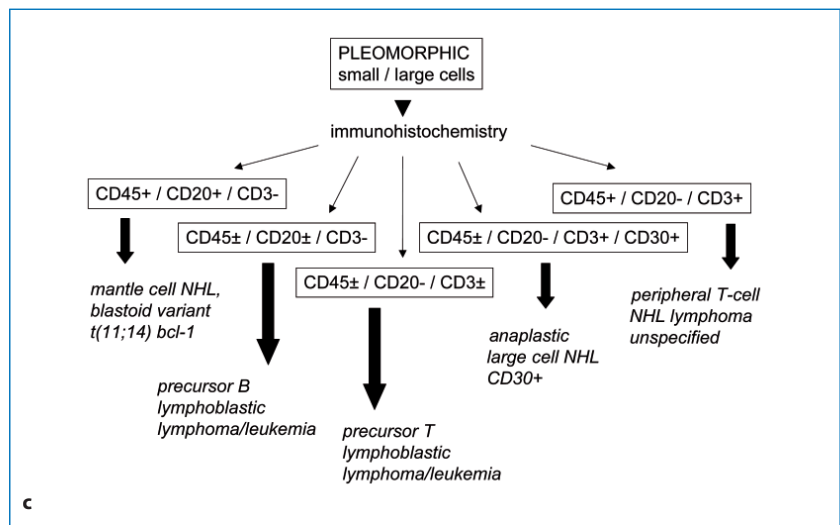 PLEOMORPHIC
small / large cells
immunohistochemistry
CD45+ / CD20+ / CD3-
CD45+ / CD20- / CD3+
CD45± / CD20± / CD3-
CD45± / CD20- / CD3+ / CD30+
CD45± / CD20- / CD3±
mantle cell NHL,
blastoid variant
t(11;14) bcl-1
peripheral T-cell
NHL lymphoma
unspecified
anaplastic
large cell NHL
CD30+
precursor B
lymphoblastic
lymphoma/leukemia
precursor T
lymphoblastic
lymphoma/leukemia
c